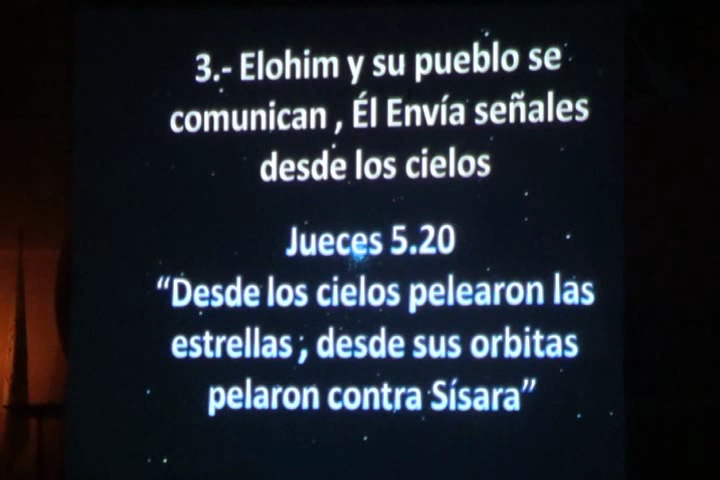 3.- Elohim y su pueblo se
comunican , Él Envía señales
desde los cielos
Jueces 5.20
“Desde los cielos pelearon las
estrellas , desde sus orbitas
pelaron contra Sísara”